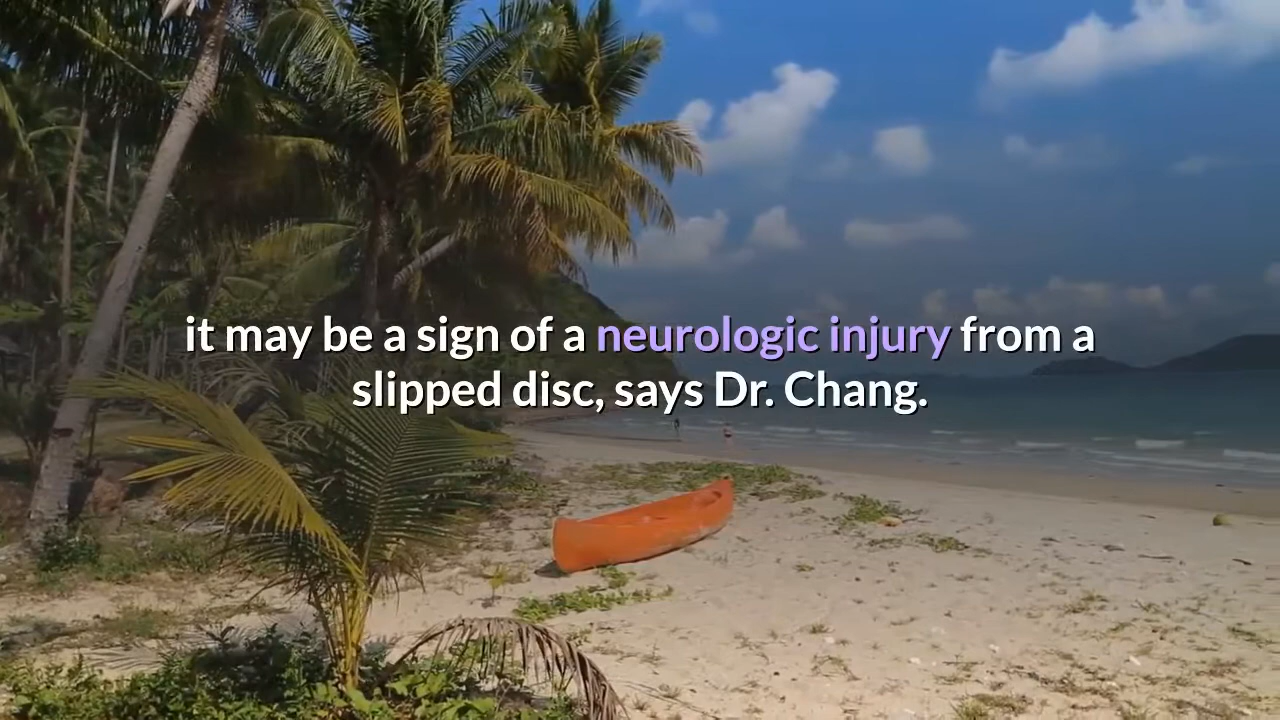 it may be a sign of a neurologic injury from a
slipped disc, says Dr. Chang.